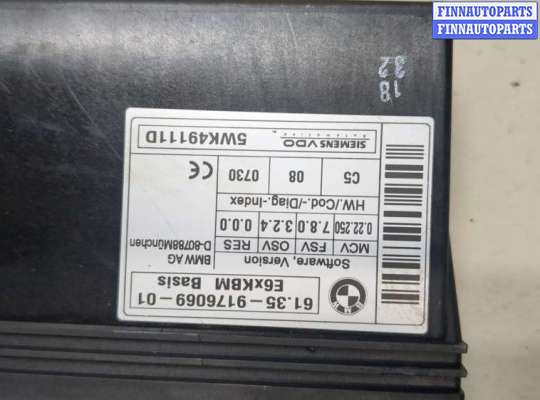 FINNAUTOPARTS
FINNAUTOPARTS
61.35-9176069-01
E6xKBM Basis
BMW AG
D-80788München
Software, Version
MCV FSV OSV RES
0.22.250 7.8.0 3.2.4 0.0.0
HW./Cod.-/Diag.-Index
C5 08 0730
CE
SIEMENS VDO
AUTOMOTIVE
5WK49111D
18
32